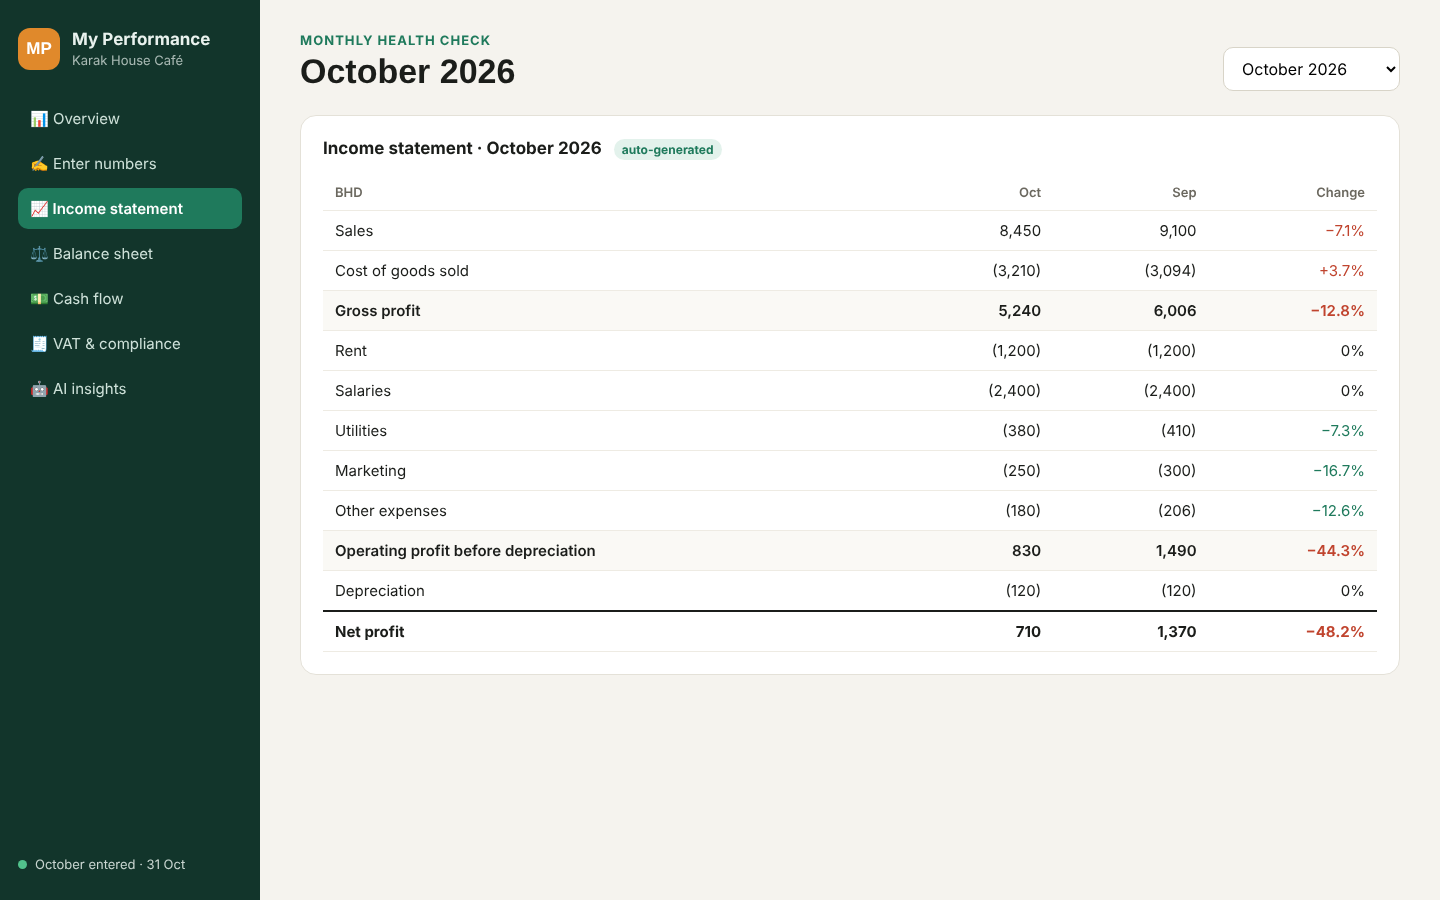 MP
My Performance
Karak House Café
📊 Overview
✍️ Enter numbers
📈 Income statement
⚖️ Balance sheet
💵 Cash flow
🧾 VAT & compliance
🤖 AI insights
October entered · 31 Oct
MONTHLY HEALTH CHECK
October 2026
October 2026
Income statement · October 2026 auto-generated
BHD Oct Sep Change
Sales 8,450 9,100 −7.1%
Cost of goods sold (3,210) (3,094) +3.7%
Gross profit 5,240 6,006 −12.8%
Rent (1,200) (1,200) 0%
Salaries (2,400) (2,400) 0%
Utilities (380) (410) −7.3%
Marketing (250) (300) −16.7%
Other expenses (180) (206) −12.6%
Operating profit before depreciation 830 1,490 −44.3%
Depreciation (120) (120) 0%
Net profit 710 1,370 −48.2%